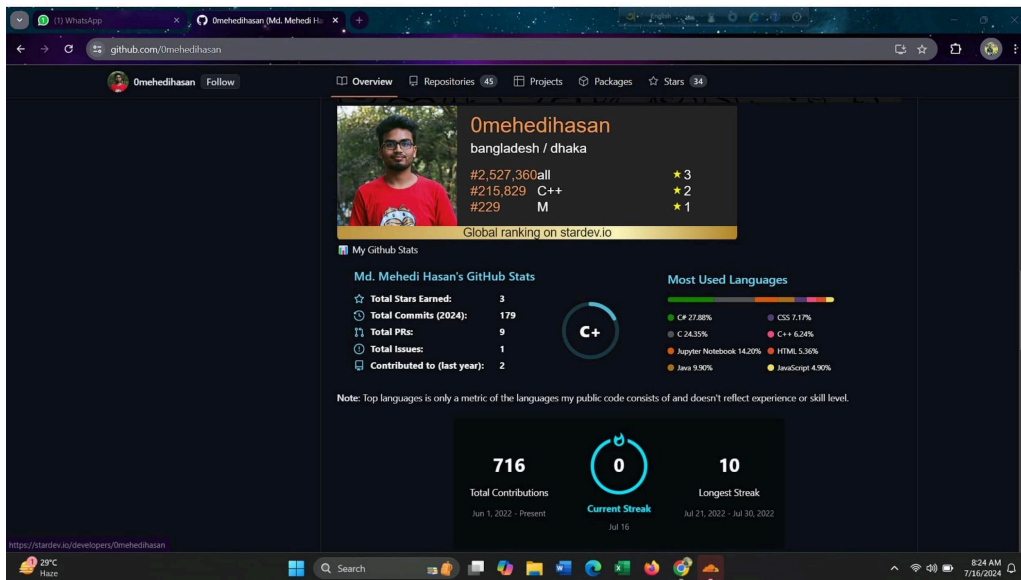 (1) WhatsApp
0mehedihasan (Md. Mehedi Ha
English
github.com/0mehedihasan
0mehedihasan Follow
Overview Repositories 45 Projects Packages Stars 34
0mehedihasan
bangladesh / dhaka
#2,527,360all ★3
#215,829 C++ ★2
#229 M ★1
Global ranking on stardev.io
My Github Stats
Md. Mehedi Hasan's GitHub Stats
Total Stars Earned: 3
Total Commits (2024): 179
Total PRs: 9
Total Issues: 1
Contributed to (last year): 2
C+
Most Used Languages
C# 27.88% CSS 7.17%
C 24.35% C++ 6.24%
Jupyter Notebook 14.20% HTML 5.36%
Java 9.90% JavaScript 4.90%
Note: Top languages is only a metric of the languages my public code consists of and doesn't reflect experience or skill level.
716 0 10
Total Contributions Current Streak Longest Streak
Jun 1, 2022 - Present Jul 16 Jul 21, 2022 - Jul 30, 2022
https://stardev.io/developers/0mehedihasan
29°C
Haze
Search
8:24 AM
7/16/2024